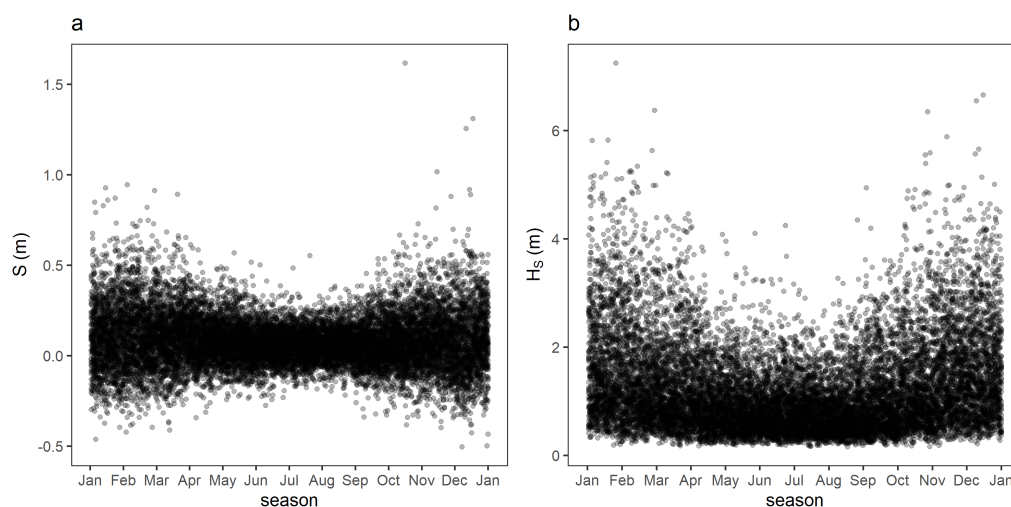 a
S (m)
1.5
1.0
0.5
0.0
-0.5
Jan Feb Mar Apr May Jun Jul Aug Sep Oct Nov Dec Jan
season
b
HS (m)
6
4
2
0
Jan Feb Mar Apr May Jun Jul Aug Sep Oct Nov Dec Jan
season